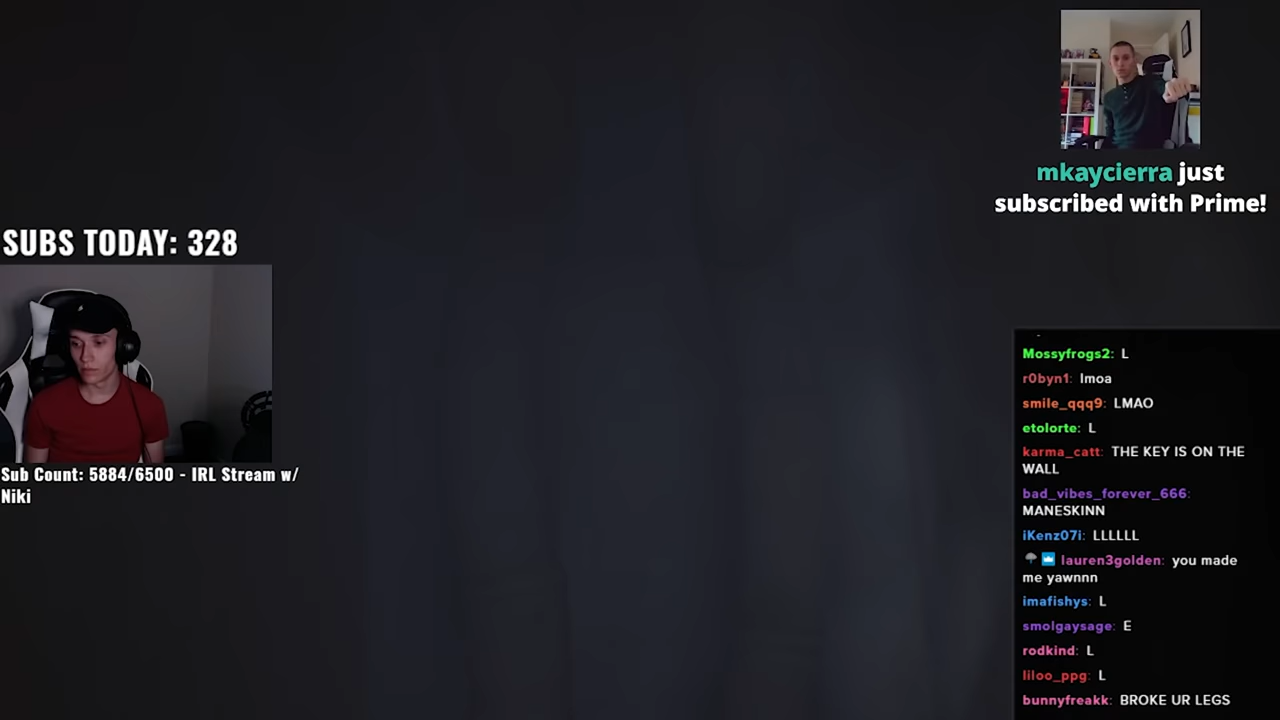 mkaycierra just
subscribed with Prime!
SUBS TODAY: 328
Sub Count: 5884/6500 - IRL Stream w/
Niki
Mossyfrogs2: L
r0byn1: lmoa
smile_qqq9: LMAO
etolorte: L
karma_catt: THE KEY IS ON THE
WALL
bad_vibes_forever_666:
MANESKINN
iKenz07i: LLLLLL
lauren3golden: you made
me yawnnn
imafishys: L
smolgaysage: E
rodkind: L
liloo_ppg: L
bunnyfreakk: BROKE UR LEGS